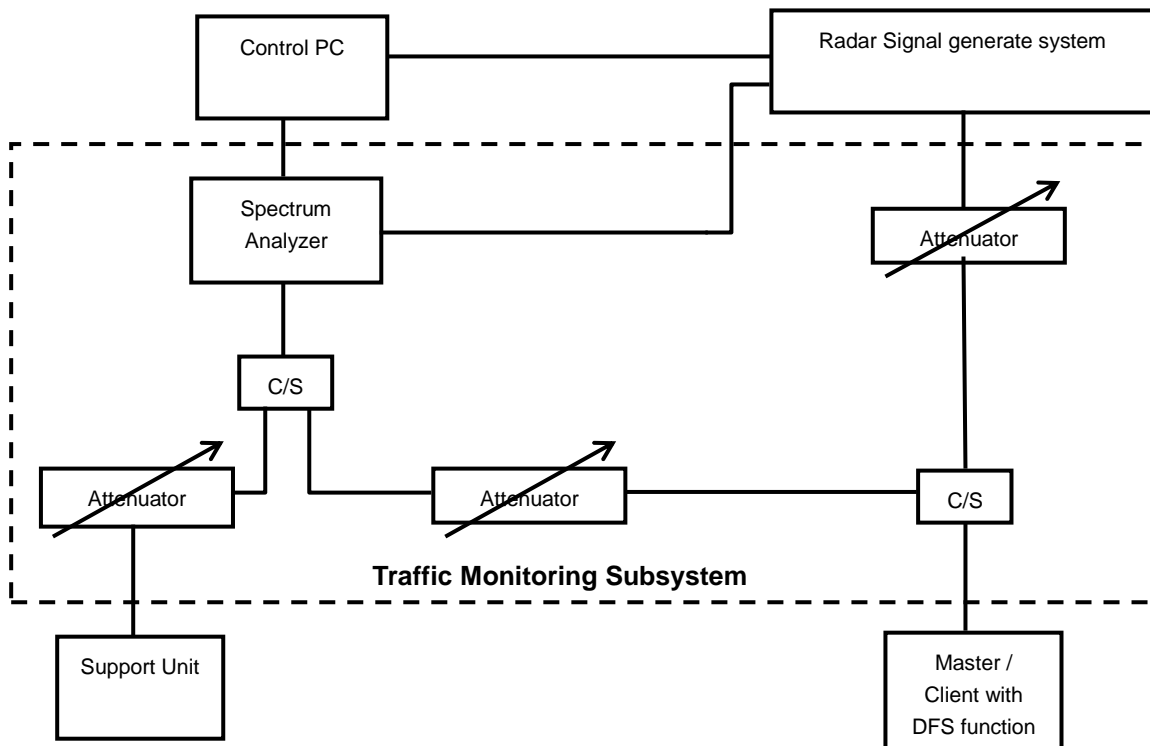 Control PC
Radar Signal generate system
Spectrum
Analyzer
Attenuator
C/S
Attenuator
Attenuator
C/S
Traffic Monitoring Subsystem
Support Unit
Master /
Client with
DFS function